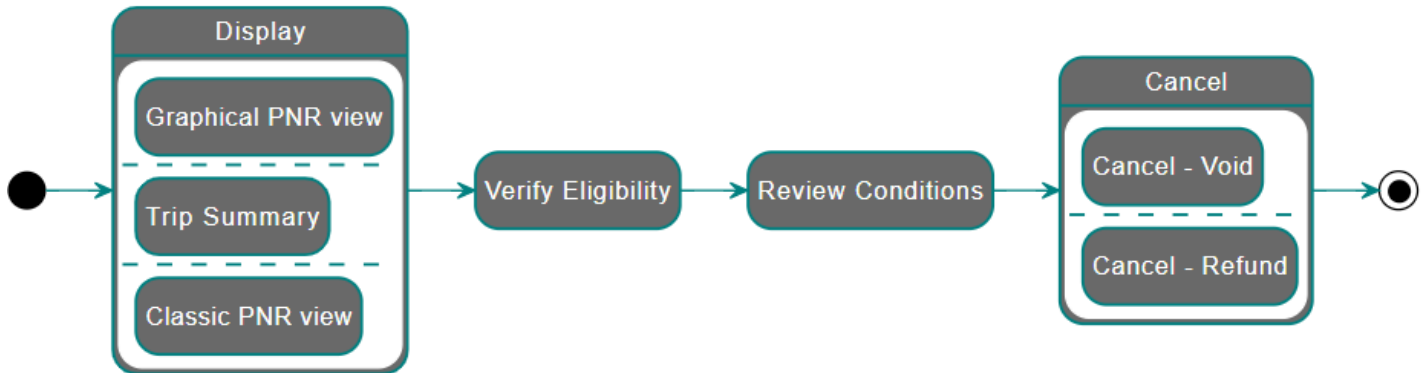 Display
Graphical PNR view
Trip Summary
Classic PNR view
Verify Eligibility
Review Conditions
Cancel
Cancel - Void
Cancel - Refund